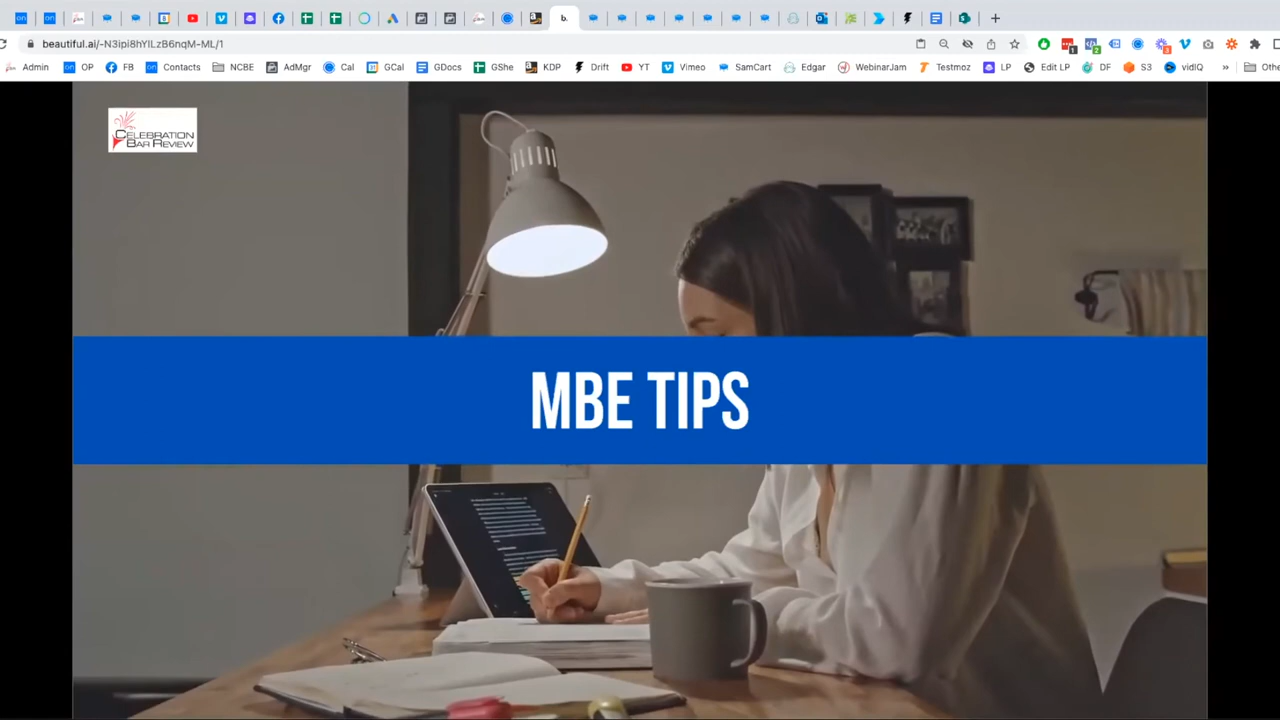 b.
beautiful.ai/-N3ipi8hYILzB6nqM-ML/1
Admin OP FB Contacts NCBE AdMgr Cal GCal GDocs GShe KDP Drift YT Vimeo SamCart Edgar WebinarJam Testmoz LP Edit LP DF S3 vidIQ » Othe
CELEBRATION
BAR REVIEW
MBE TIPS